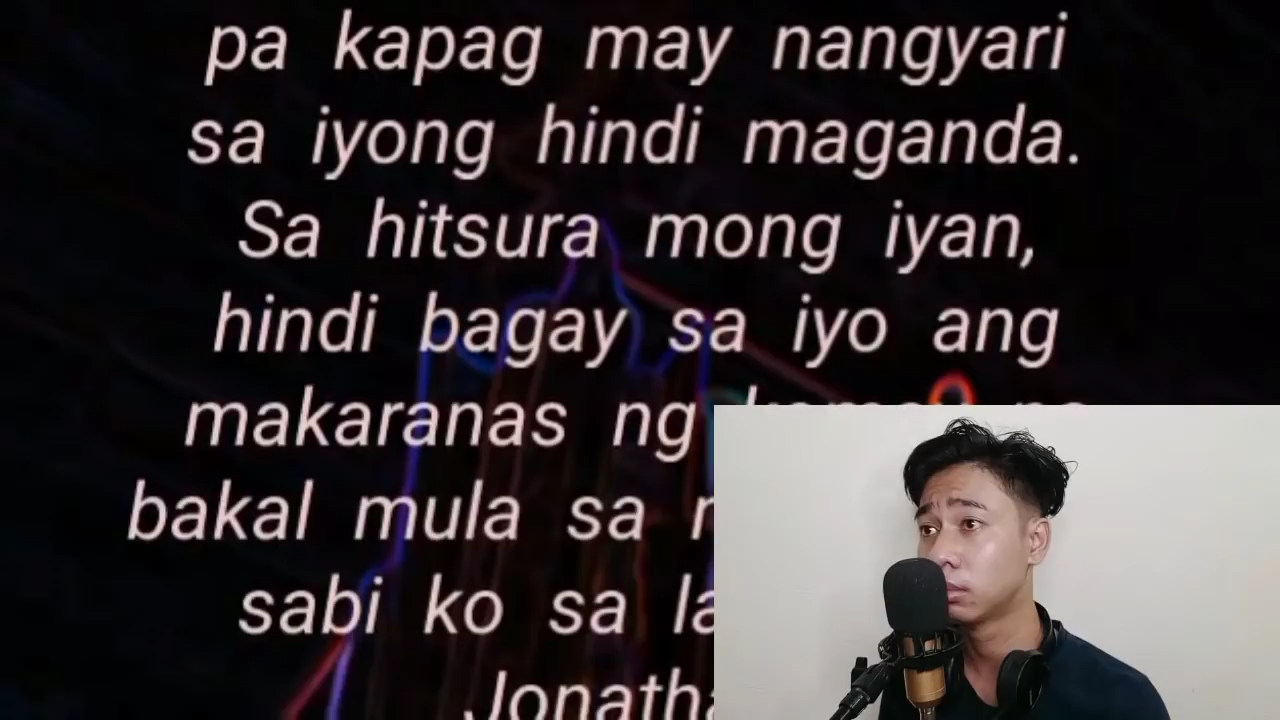 pa kapag may nangyari
sa iyong hindi maganda.
Sa hitsura mong iyan,
hindi bagay sa iyo ang
makaranas ng
bakal mula sa
sabi ko sa